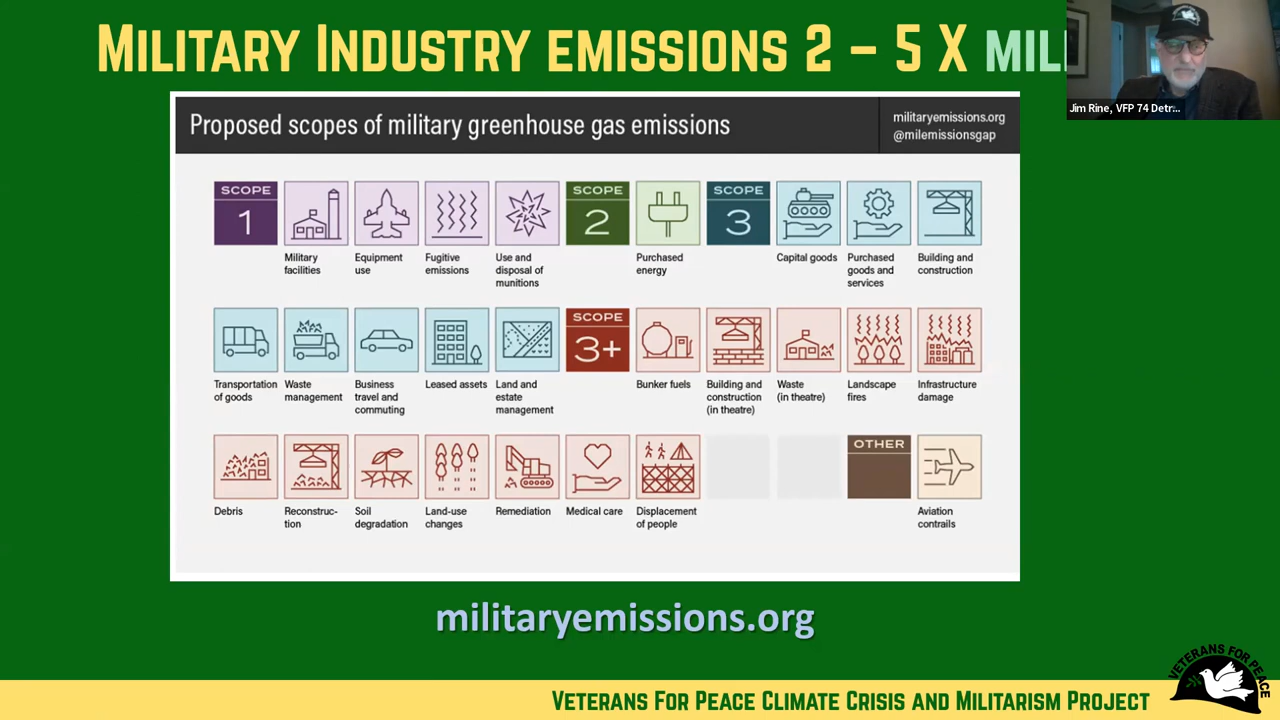 Military Industry emissions 2 – 5 X mil
Jim Rine, VFP 74 Detr...
Proposed scopes of military greenhouse gas emissions
militaryemissions.org
@milemissionsgap
SCOPE
1
Military
facilities
Equipment
use
Fugitive
emissions
Use and
disposal of
munitions
SCOPE
2
Purchased
energy
SCOPE
3
Capital goods
Purchased
goods and
services
Building and
construction
Transportation
of goods
Waste
management
Business
travel and
commuting
Leased assets
Land and
estate
management
SCOPE
3+
Bunker fuels
Building and
construction
(in theatre)
Waste
(in theatre)
Landscape
fires
Infrastructure
damage
Debris
Reconstruc-
tion
Soil
degradation
Land-use
changes
Remediation
Medical care
Displacement
of people
OTHER
Aviation
contrails
militaryemissions.org
Veterans For Peace Climate Crisis and Militarism Project
VETERANS FOR PEACE